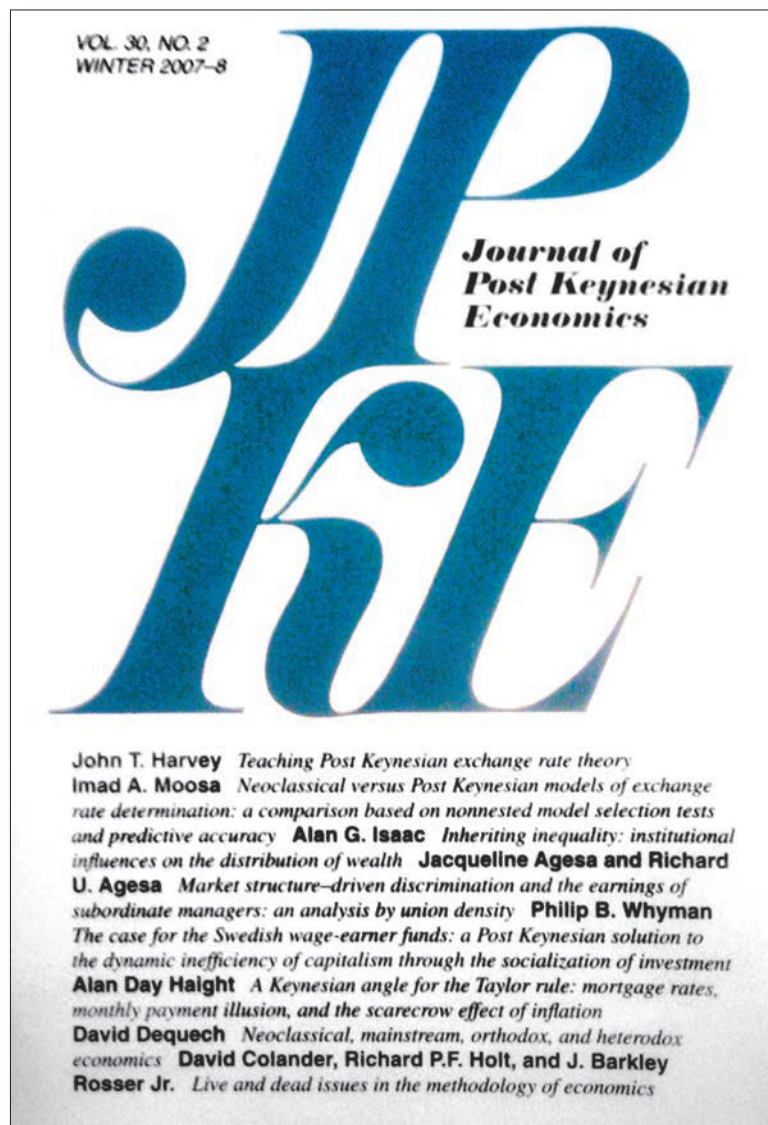 VOL. 30, NO. 2
WINTER 2007–8
JP
Journal of
Post Keynesian
Economics
KE
John T. Harvey Teaching Post Keynesian exchange rate theory
Imad A. Moosa Neoclassical versus Post Keynesian models of exchange
rate determination: a comparison based on nonnested model selection tests
and predictive accuracy Alan G. Isaac Inheriting inequality: institutional
influences on the distribution of wealth Jacqueline Agesa and Richard
U. Agesa Market structure–driven discrimination and the earnings of
subordinate managers: an analysis by union density Philip B. Whyman
The case for the Swedish wage-earner funds: a Post Keynesian solution to
the dynamic inefficiency of capitalism through the socialization of investment
Alan Day Haight A Keynesian angle for the Taylor rule: mortgage rates,
monthly payment illusion, and the scarecrow effect of inflation
David Dequech Neoclassical, mainstream, orthodox, and heterodox
economics David Colander, Richard P.F. Holt, and J. Barkley
Rosser Jr. Live and dead issues in the methodology of economics